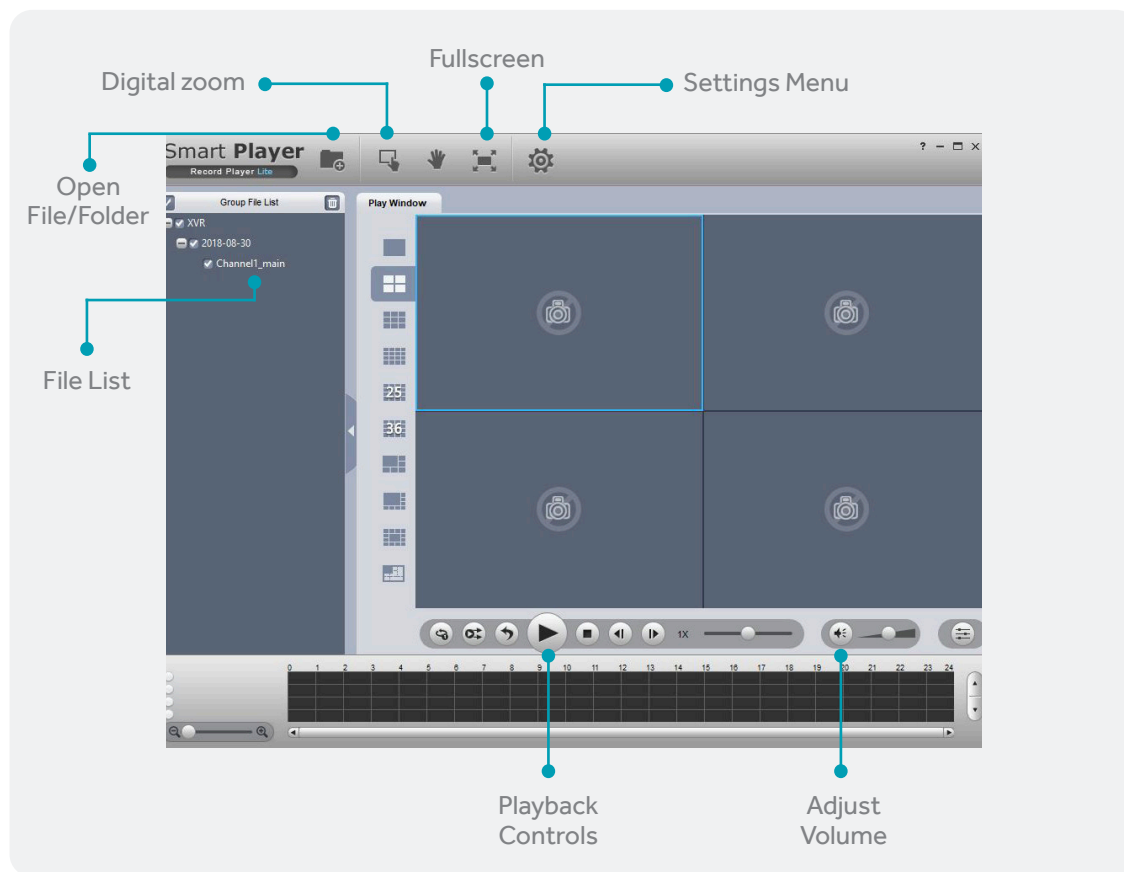 Fullscreen
Digital zoom
Settings Menu
Smart Player
Record Player Lite
Open
File/Folder
Group File List
Play Window
XVR
2018-08-30
Channel1_main
File List
25
36
1X
0 1 2 3 4 5 6 7 8 9 10 11 12 13 14 15 16 17 18 19 20 21 22 23 24
Playback
Controls
Adjust
Volume